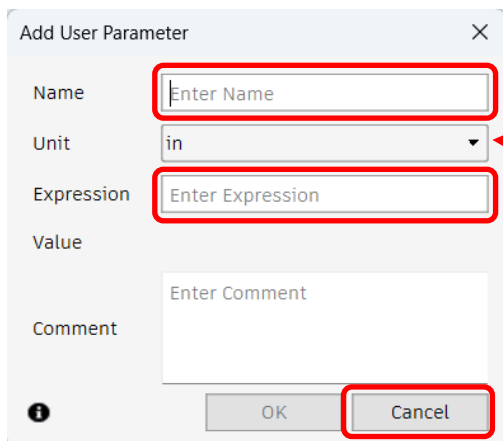 Add User Parameter
Name
Enter Name
Unit
in
Expression
Enter Expression
Value
Comment
Enter Comment
OK
Cancel